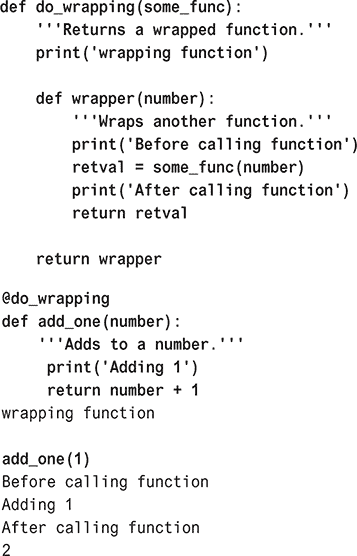 def do_wrapping(some_func):
    '''Returns a wrapped function.'''
    print('wrapping function')

    def wrapper(number):
        '''Wraps another function.'''
        print('Before calling function')
        retval = some_func(number)
        print('After calling function')
        return retval

    return wrapper

@do_wrapping
def add_one(number):
    '''Adds to a number.'''
     print('Adding 1')
     return number + 1
wrapping function

add_one(1)
Before calling function
Adding 1
After calling function
2